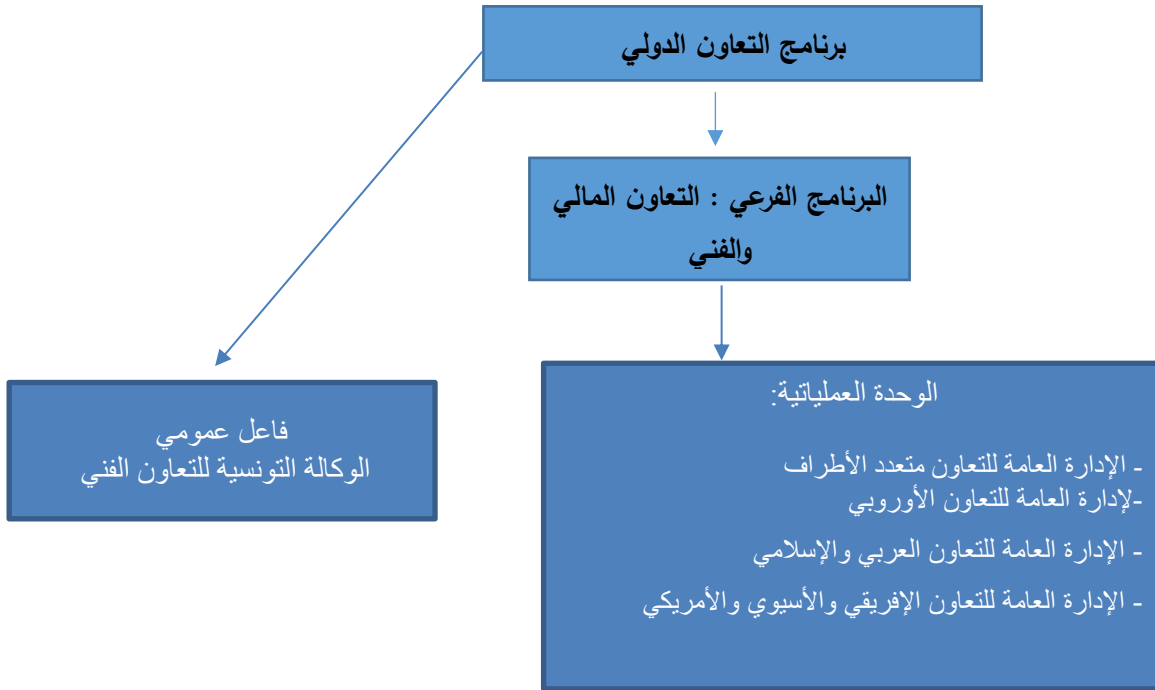 برنامج التعاون الدولي
البرنامج الفرعي : التعاون المالي
والفني
فاعل عمومي
الوكالة التونسية للتعاون الفني
الوحدة العملياتية:
- الإدارة العامة للتعاون متعدد الأطراف
-لإدارة العامة للتعاون الأوروبي
- الإدارة العامة للتعاون العربي والإسلامي
- الإدارة العامة للتعاون الإفريقي والأسيوي والأمريكي